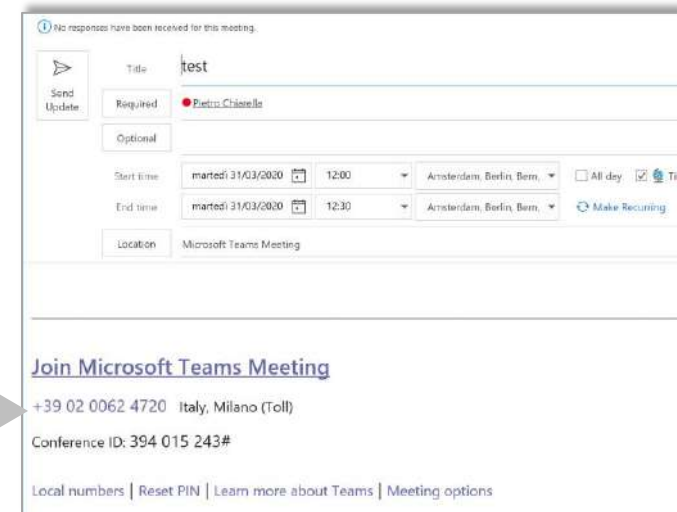 No responses have been received for this meeting.
Send Update
Title test
Required Pietro Chiarella
Optional
Start time martedì 31/03/2020 12:00 Amsterdam, Berlin, Bern, All day Ti
End time martedì 31/03/2020 12:30 Amsterdam, Berlin, Bern, Make Recurring
Location Microsoft Teams Meeting
Join Microsoft Teams Meeting
+39 02 0062 4720 Italy, Milano (Toll)
Conference ID: 394 015 243#
Local numbers | Reset PIN | Learn more about Teams | Meeting options